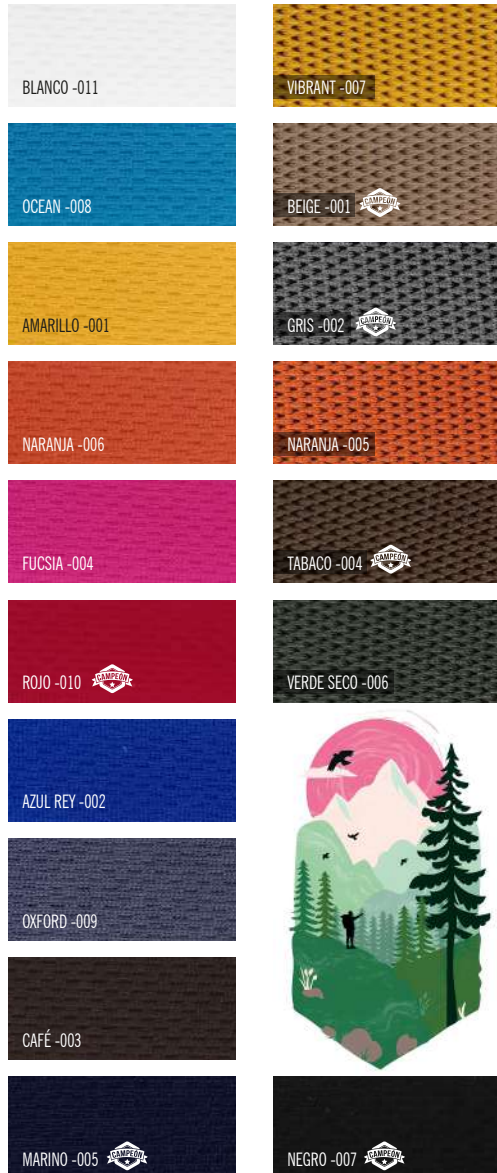 BLANCO -011
OCEAN -008
AMARILLO -001
NARANJA -006
FUCSIA -004
ROJO -010 CAMPEÓN
AZUL REY -002
OXFORD -009
CAFÉ -003
MARINO -005 CAMPEÓN
VIBRANT -007
BEIGE -001 CAMPEÓN
GRIS -002 CAMPEÓN
NARANJA -005
TABACO -004 CAMPEÓN
VERDE SECO -006
NEGRO -007 CAMPEÓN